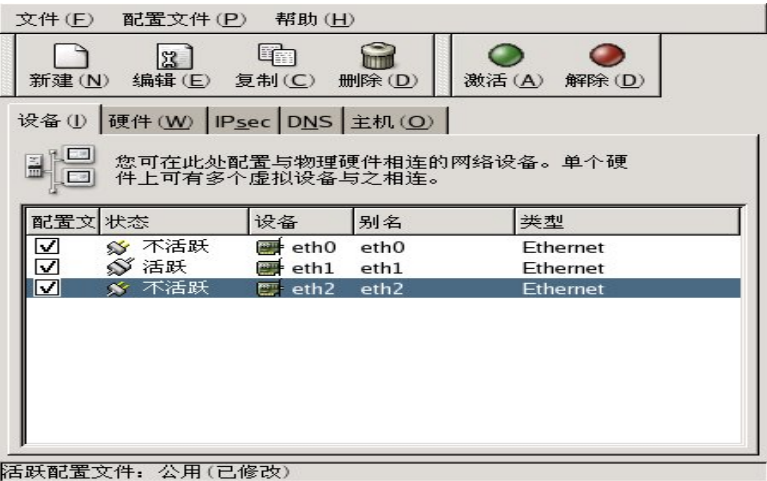 文件(F) 配置文件(P) 帮助(H)
新建(N) 编辑(E) 复制(C) 删除(D) 激活(A) 解除(D)
设备(I) 硬件(W) IPsec DNS 主机(O)
您可在此处配置与物理硬件相连的网络设备。单个硬
件上可有多个虚拟设备与之相连。
配置文 状态 设备 别名 类型
不活跃 eth0 eth0 Ethernet
活跃 eth1 eth1 Ethernet
不活跃 eth2 eth2 Ethernet
活跃配置文件: 公用(已修改)